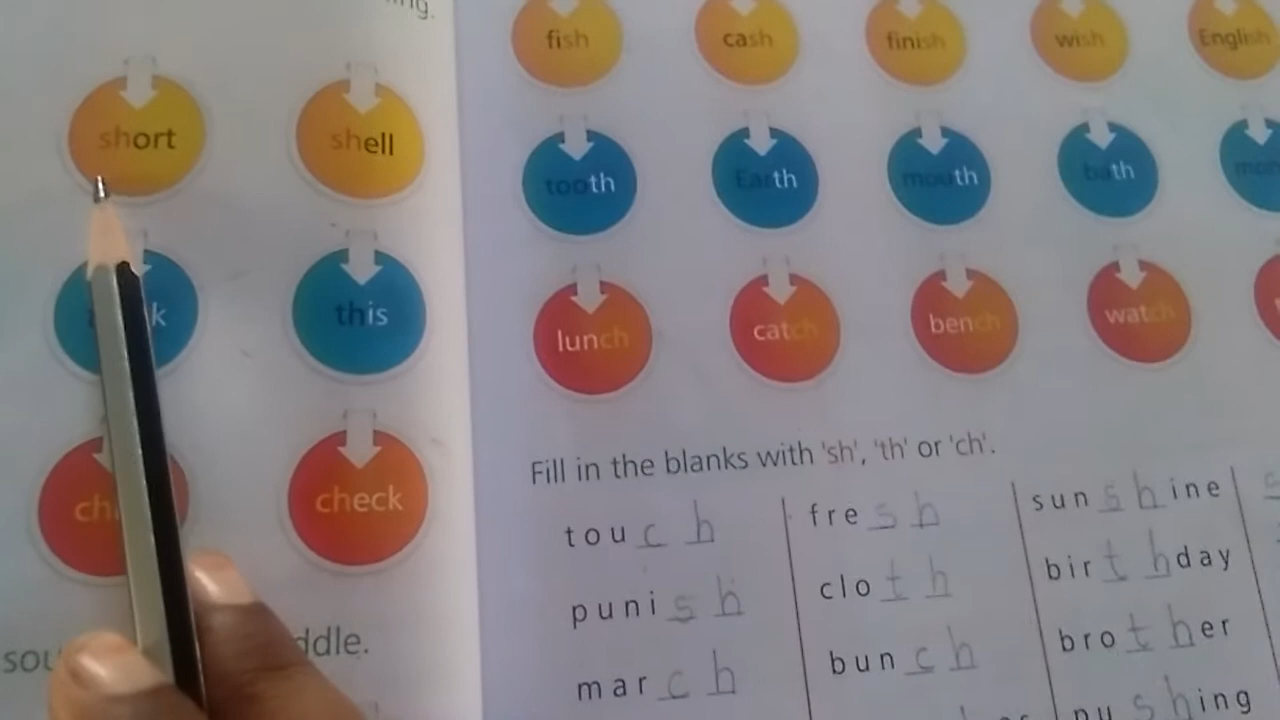 short shell
this
check
ddle.
fish cash finish wish English
tooth Earth mouth bath
lunch catch bench watch
Fill in the blanks with 'sh', 'th' or 'ch'.
touch fresh sunshine
punish cloth birthday
march bunch brother